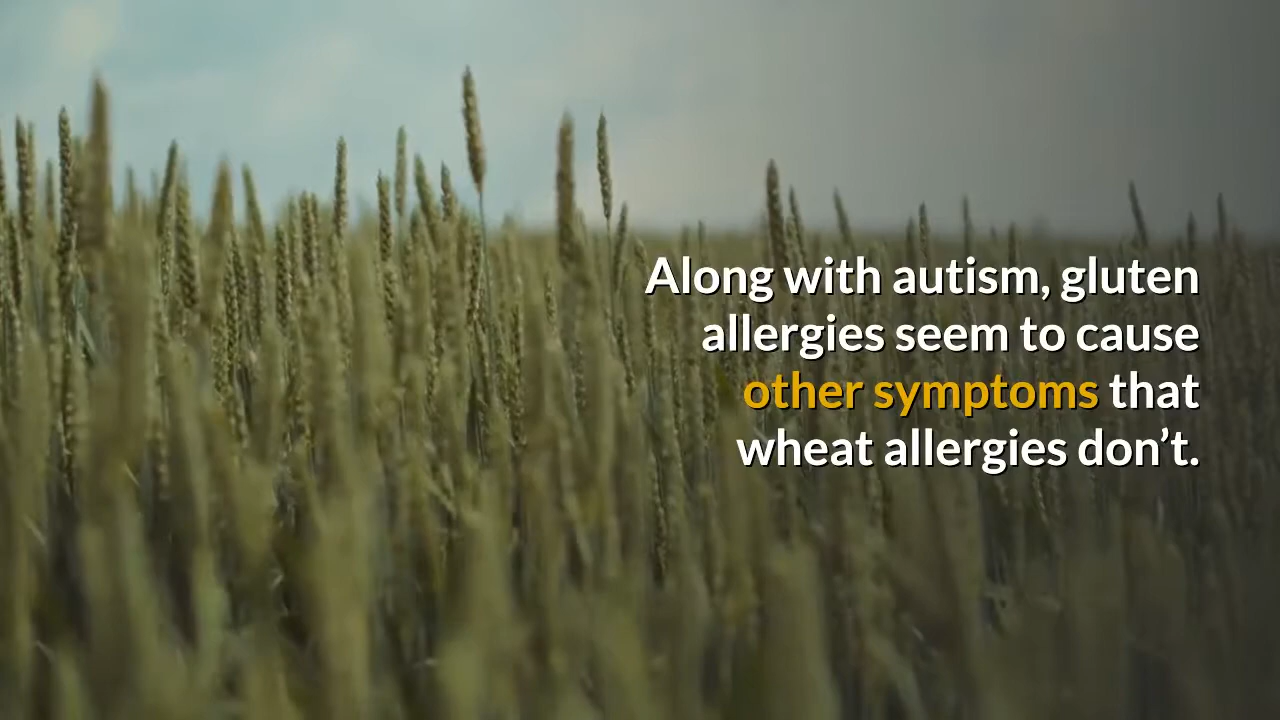 Along with autism, gluten
allergies seem to cause
other symptoms that
wheat allergies don’t.